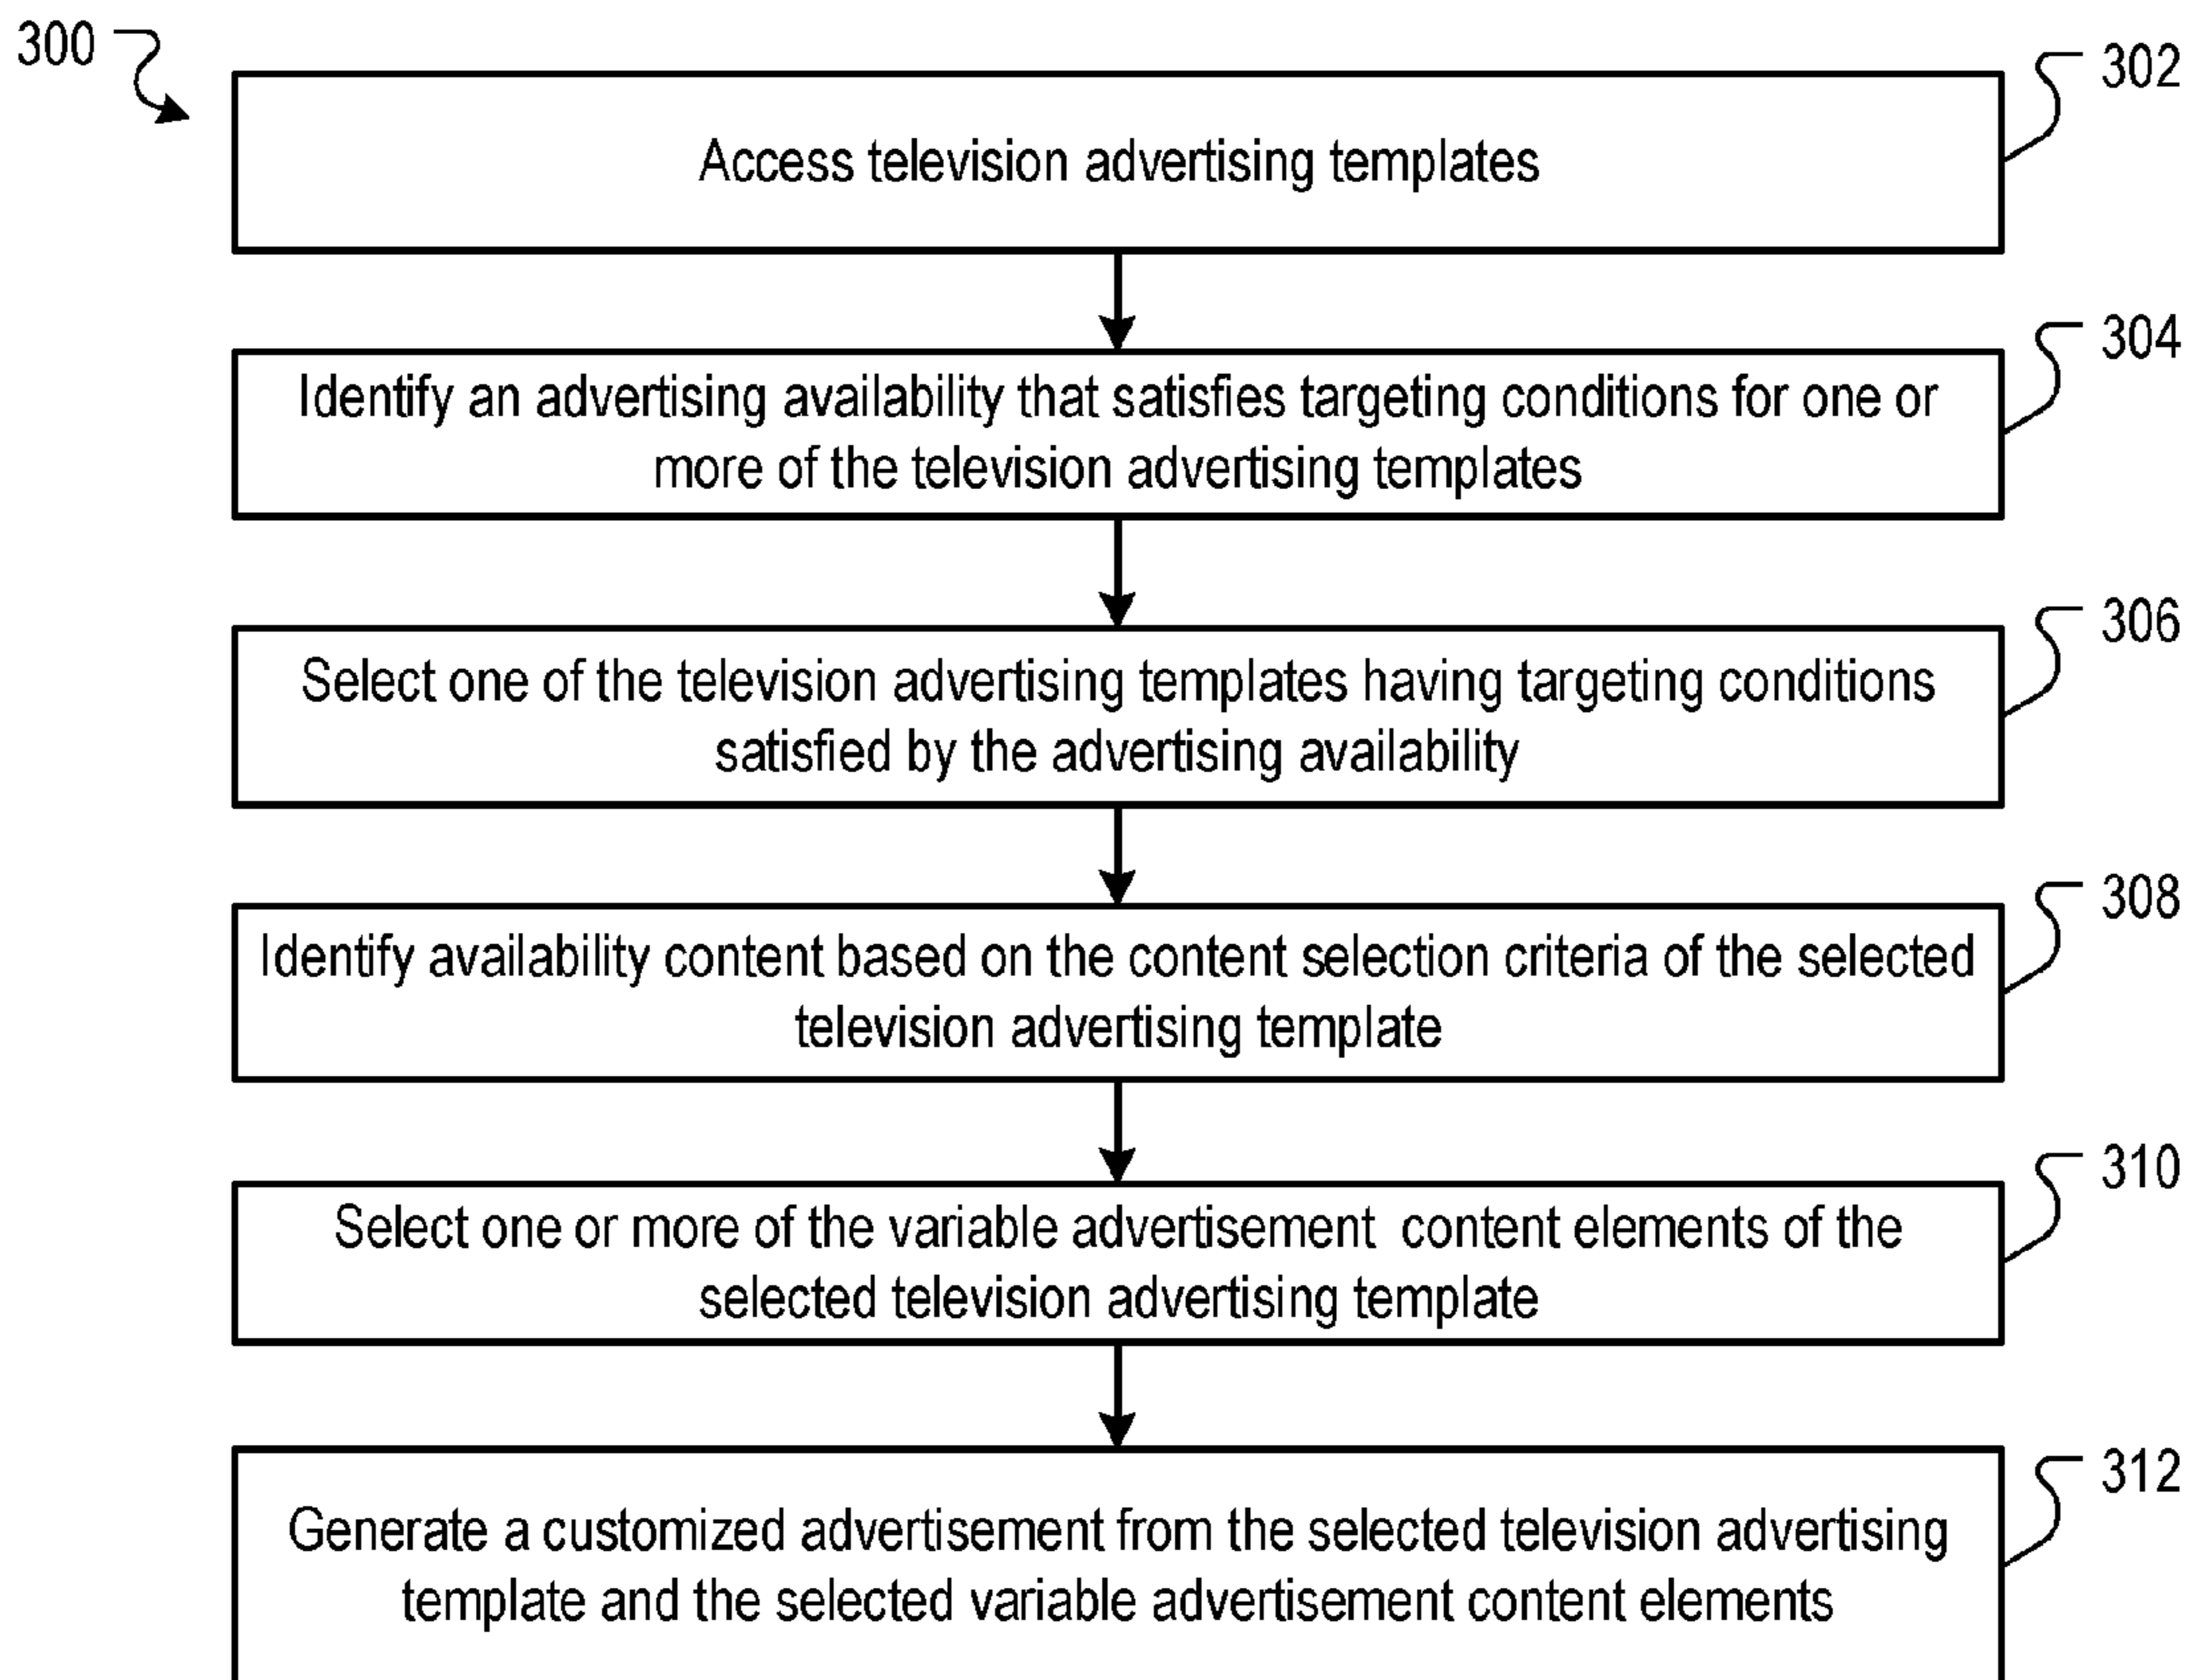 300
302
Access television advertising templates
304
Identify an advertising availability that satisfies targeting conditions for one or
more of the television advertising templates
306
Select one of the television advertising templates having targeting conditions
satisfied by the advertising availability
308
Identify availability content based on the content selection criteria of the selected
television advertising template
310
Select one or more of the variable advertisement content elements of the
selected television advertising template
312
Generate a customized advertisement from the selected television advertising
template and the selected variable advertisement content elements